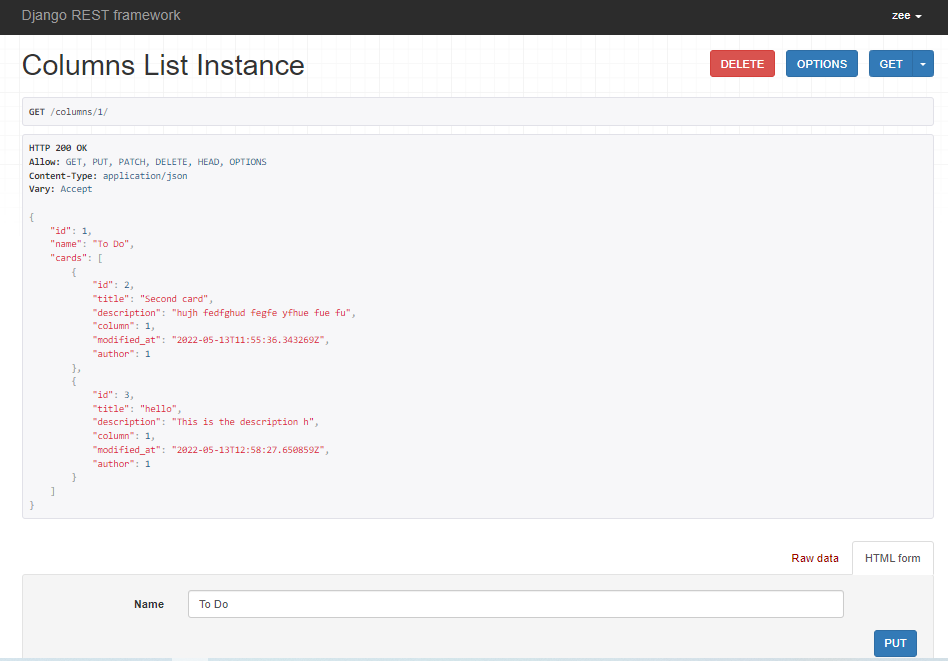 Django REST framework
zee
Columns List Instance
DELETE
OPTIONS
GET
GET /columns/1/
HTTP 200 OK
Allow: GET, PUT, PATCH, DELETE, HEAD, OPTIONS
Content-Type: application/json
Vary: Accept
{
"id": 1,
"name": "To Do",
"cards": [
{
"id": 2,
"title": "Second card",
"description": "hujh fedfghud fegfe yfhue fue fu",
"column": 1,
"modified_at": "2022-05-13T11:55:36.343269Z",
"author": 1
},
{
"id": 3,
"title": "hello",
"description": "This is the description h",
"column": 1,
"modified_at": "2022-05-13T12:58:27.650859Z",
"author": 1
}
]
}
Raw data
HTML form
Name
To Do
PUT